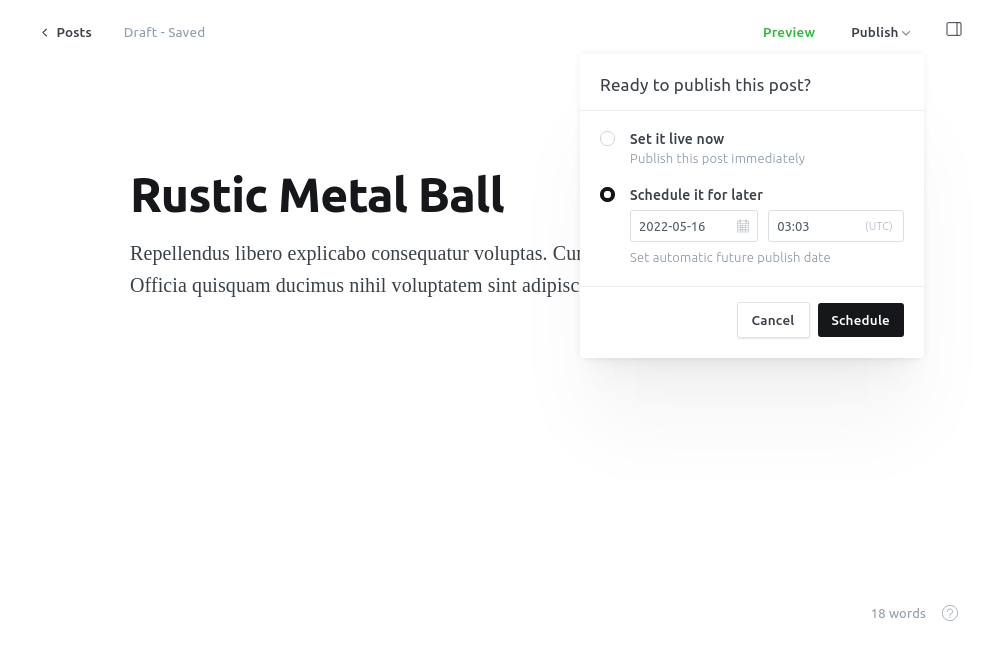 Posts
Draft - Saved
Preview
Publish
Ready to publish this post?
Set it live now
Publish this post immediately
Schedule it for later
2022-05-16
03:03
(UTC)
Set automatic future publish date
Cancel
Schedule
Rustic Metal Ball
Repellendus libero explicabo consequatur voluptas.
Officia quisquam ducimus nihil voluptatem sint
18 words
?